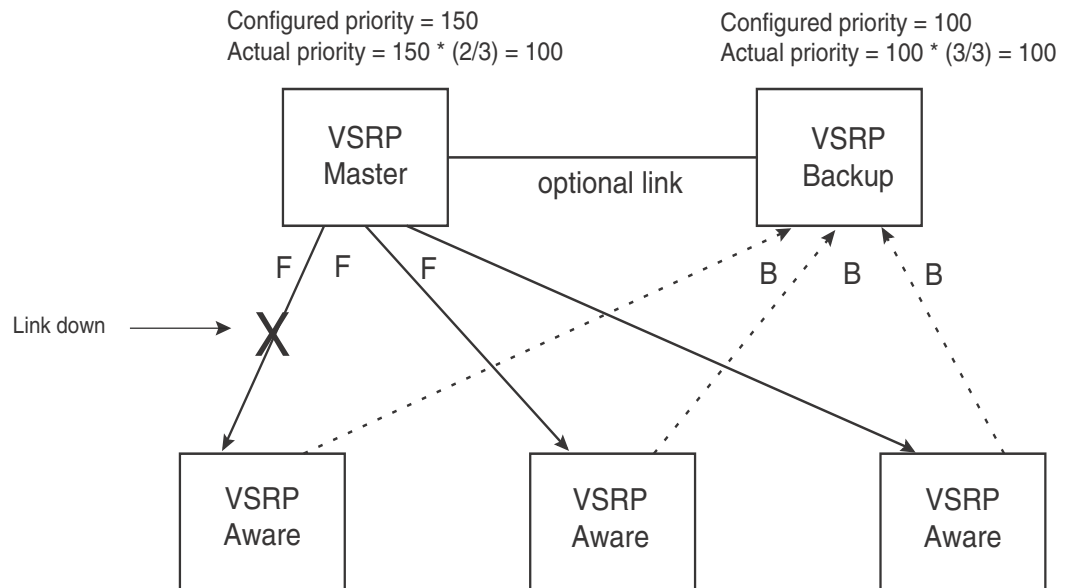 Configured priority = 150
Actual priority = 150 * (2/3) = 100
Configured priority = 100
Actual priority = 100 * (3/3) = 100
VSRP
Master
optional link
VSRP
Backup
F
F
F
B
B
B
Link down
X
VSRP
Aware
VSRP
Aware
VSRP
Aware